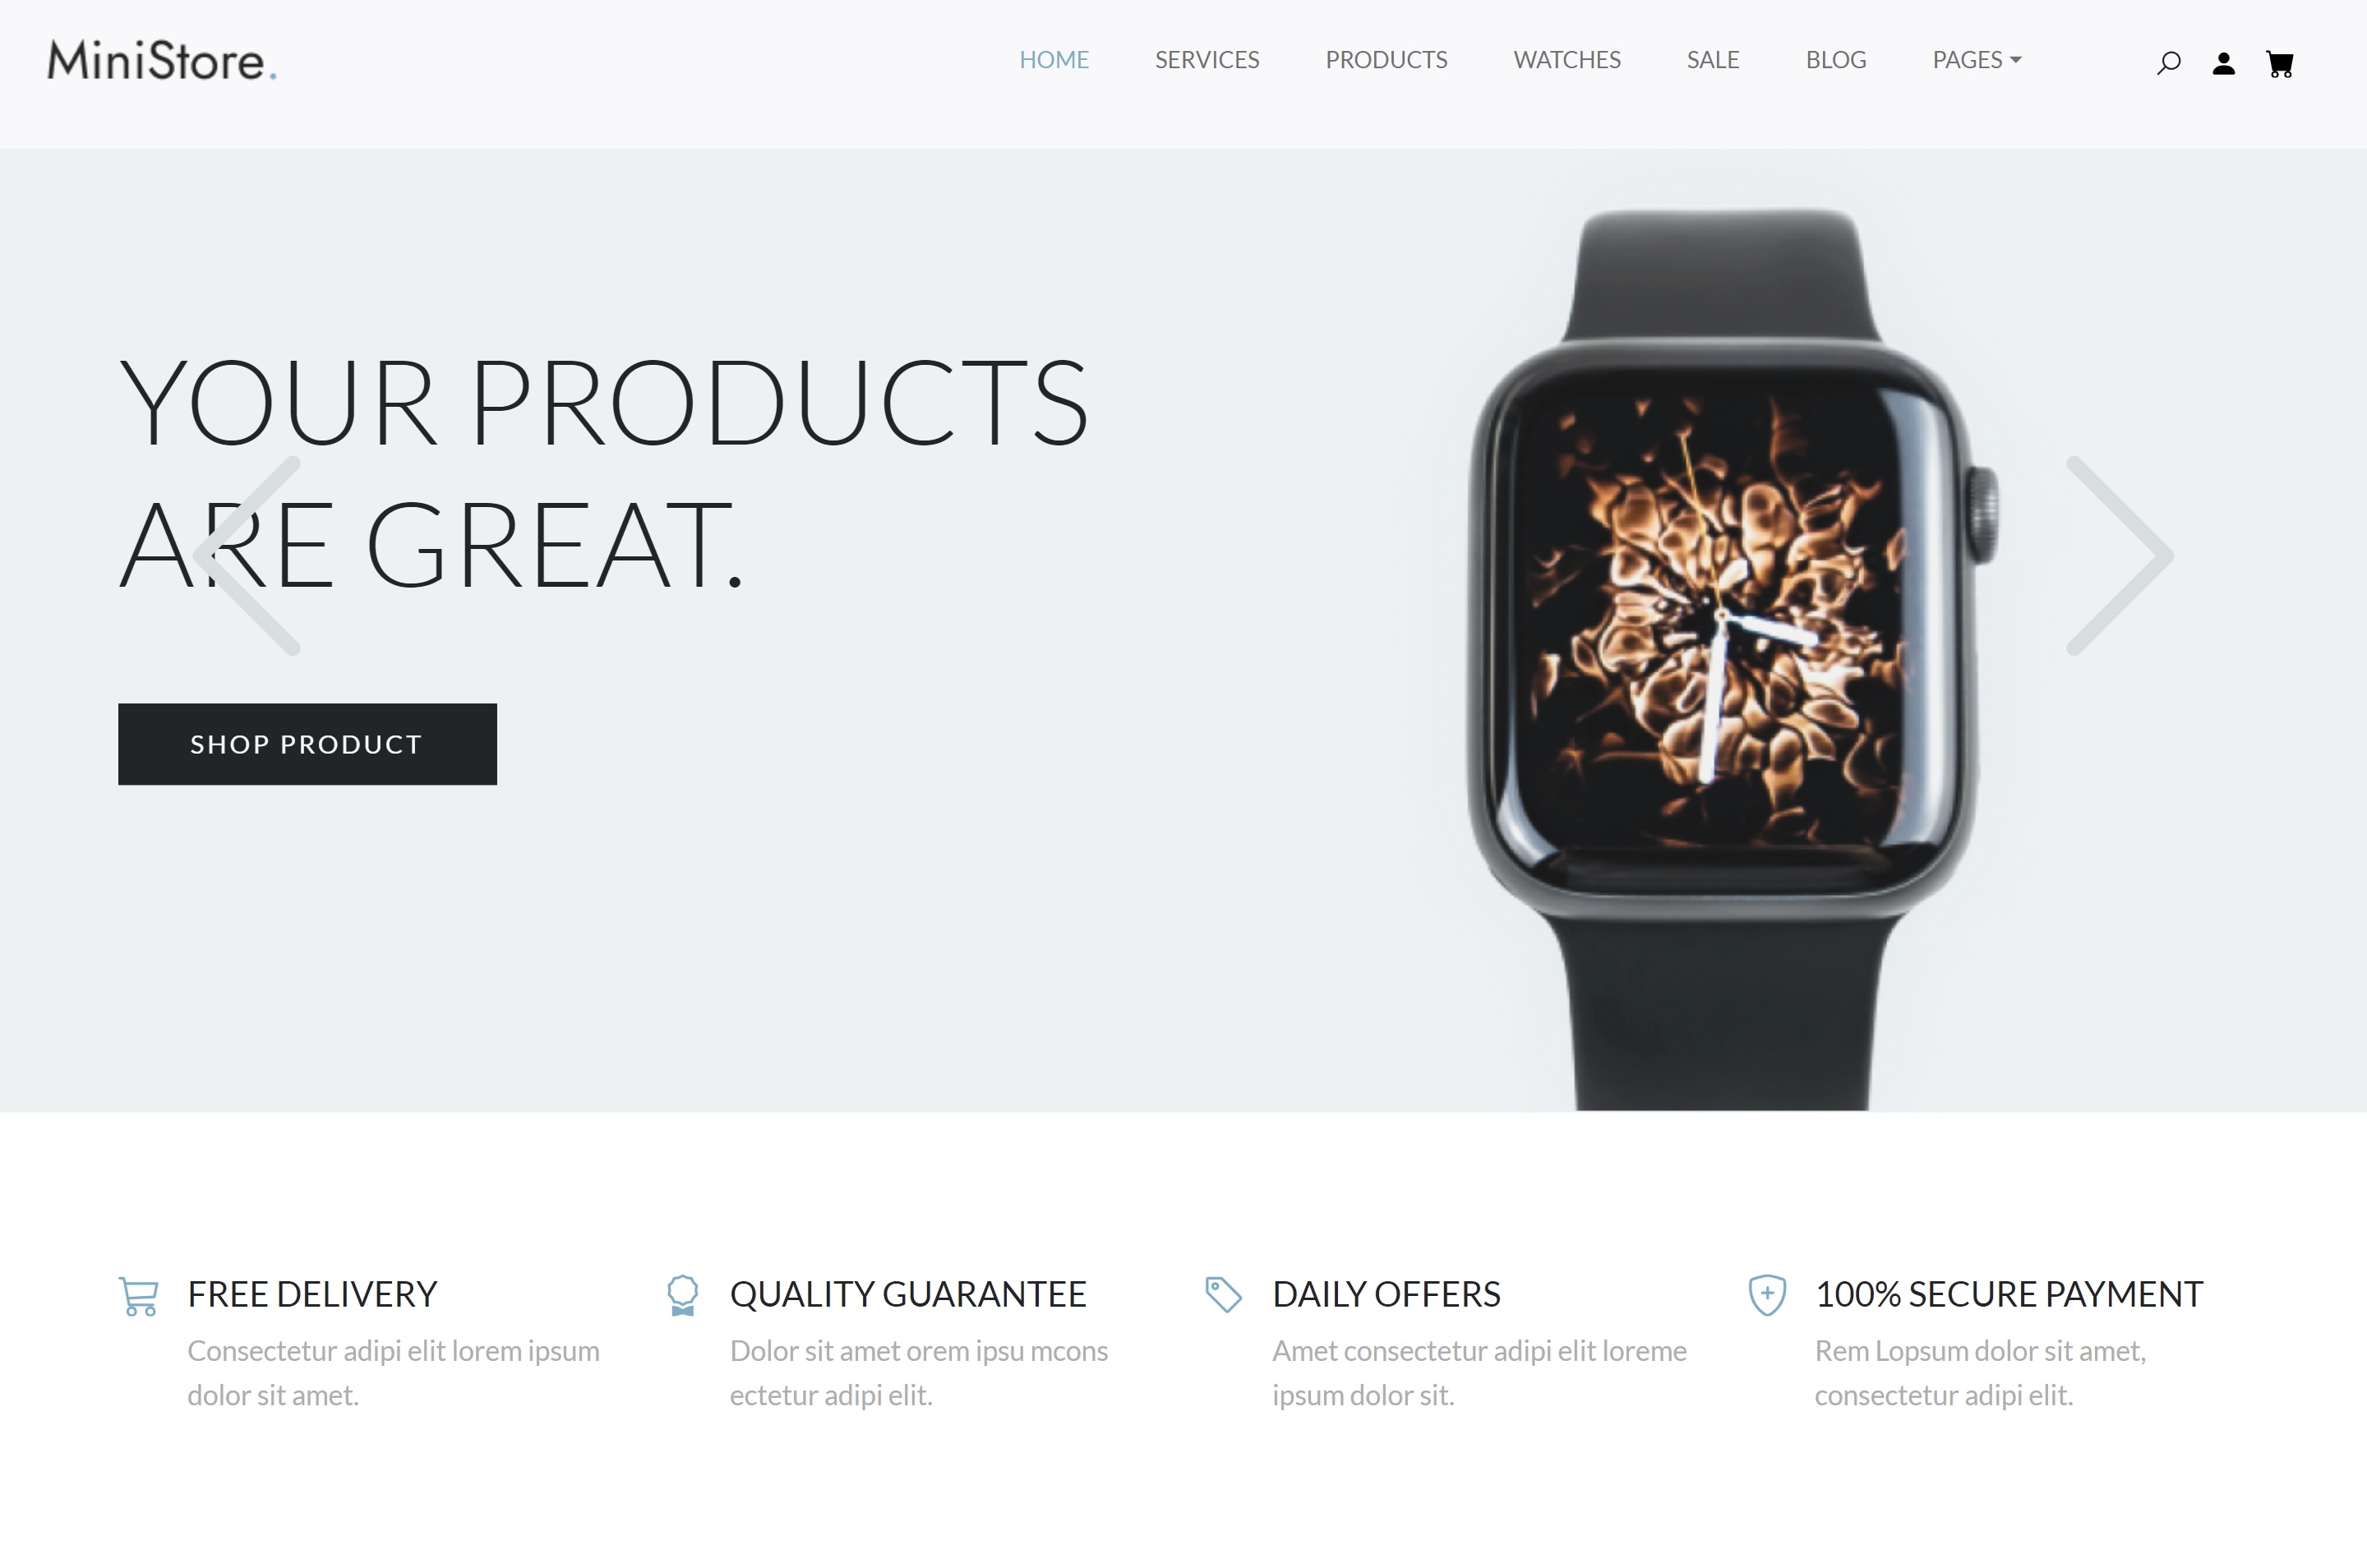 MiniStore.
HOME SERVICES PRODUCTS WATCHES SALE BLOG PAGES
YOUR PRODUCTS
ARE GREAT.
SHOP PRODUCT
FREE DELIVERY
Consectetur adipi elit lorem ipsum
dolor sit amet.
QUALITY GUARANTEE
Dolor sit amet orem ipsu mcons
ectetur adipi elit.
DAILY OFFERS
Amet consectetur adipi elit loreme
ipsum dolor sit.
100% SECURE PAYMENT
Rem Lopsum dolor sit amet,
consectetur adipi elit.